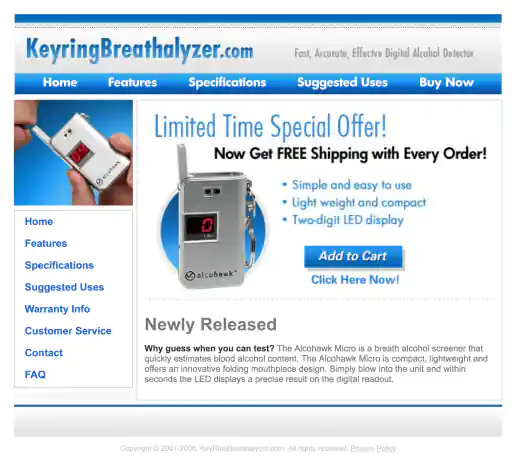 KeyringBreathalyzer.com
Fast, Accurate, Effective Digital Alcohol Detector
Home Features Specifications Suggested Uses Buy Now
Limited Time Special Offer!
Now Get FREE Shipping with Every Order!
• Simple and easy to use
• Light weight and compact
• Two-digit LED display
alcohawk
Add to Cart
Click Here Now!
Home
Features
Specifications
Suggested Uses
Warranty Info
Customer Service
Contact
FAQ
Newly Released
Why guess when you can test? The Alcohawk Micro is a breath alcohol screener that
quickly estimates blood alcohol content. The Alcohawk Micro is compact, lightweight and
offers an innovative folding mouthpiece design. Simply blow into the unit and within
seconds the LED displays a precise result on the digital readout.
Copyright © 2001-2006, KeyRingBreathalyzer.com. All rights reserved. Privacy Policy